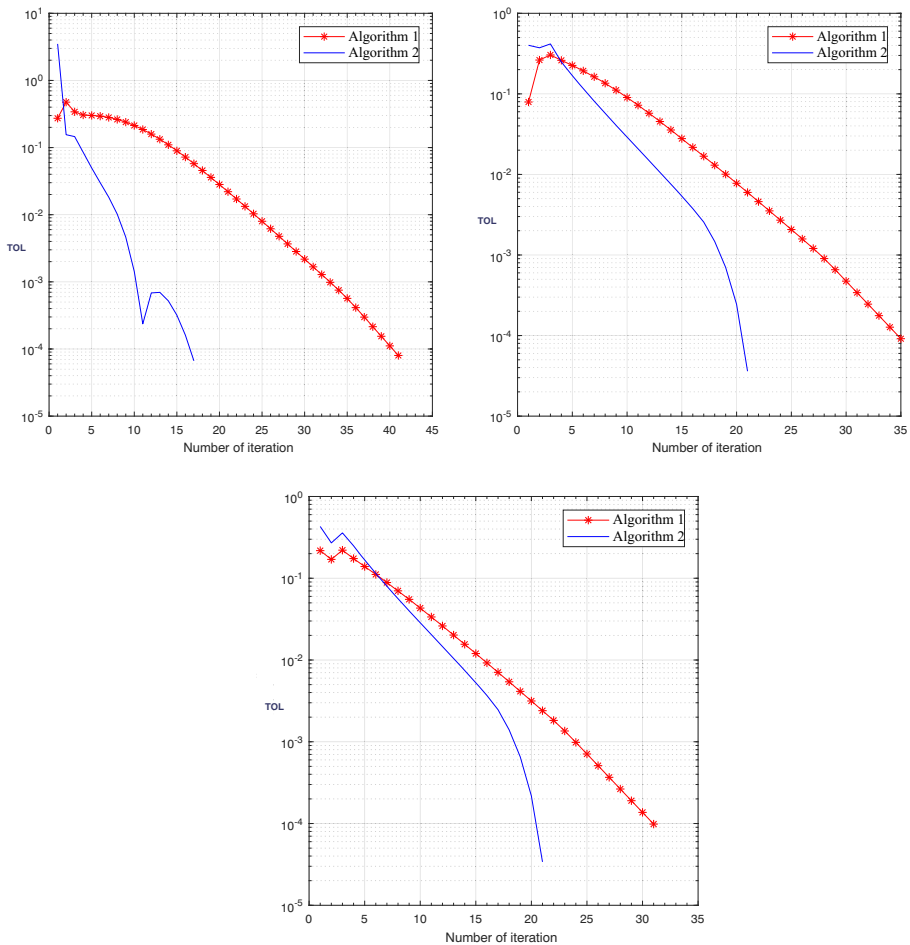 10^1
10^0
10^-1
10^-2
TOL
10^-3
10^-4
10^-5
0 5 10 15 20 25 30 35 40 45
Number of iteration
Algorithm 1
Algorithm 2
10^0
10^-1
10^-2
TOL
10^-3
10^-4
10^-5
0 5 10 15 20 25 30 35
Number of iteration
Algorithm 1
Algorithm 2
10^0
10^-1
10^-2
TOL
10^-3
10^-4
10^-5
0 5 10 15 20 25 30 35
Number of iteration
Algorithm 1
Algorithm 2